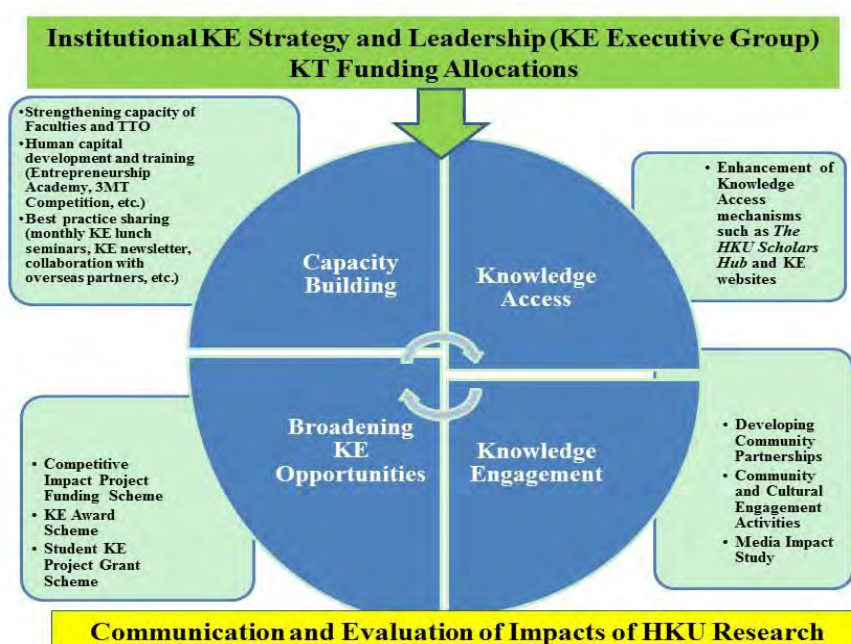 Institutional KE Strategy and Leadership (KE Executive Group)
KT Funding Allocations
•Strengthening capacity of
Faculties and TTO
•Human capital
development and training
(Entrepreneurship
Academy, 3MT
Competition, etc.)
•Best practice sharing
(monthly KE lunch
seminars, KE newsletter,
collaboration with
overseas partners, etc.)
• Enhancement of
Knowledge
Access
mechanisms
such as The
HKU Scholars
Hub and KE
websites
Capacity
Building
Knowledge
Access
Broadening
KE
Opportunities
Knowledge
Engagement
• Competitive
Impact Project
Funding Scheme
• KE Award
Scheme
• Student KE
Project Grant
Scheme
• Developing
Community
Partnerships
• Community
and Cultural
Engagement
Activities
• Media Impact
Study
Communication and Evaluation of Impacts of HKU Research